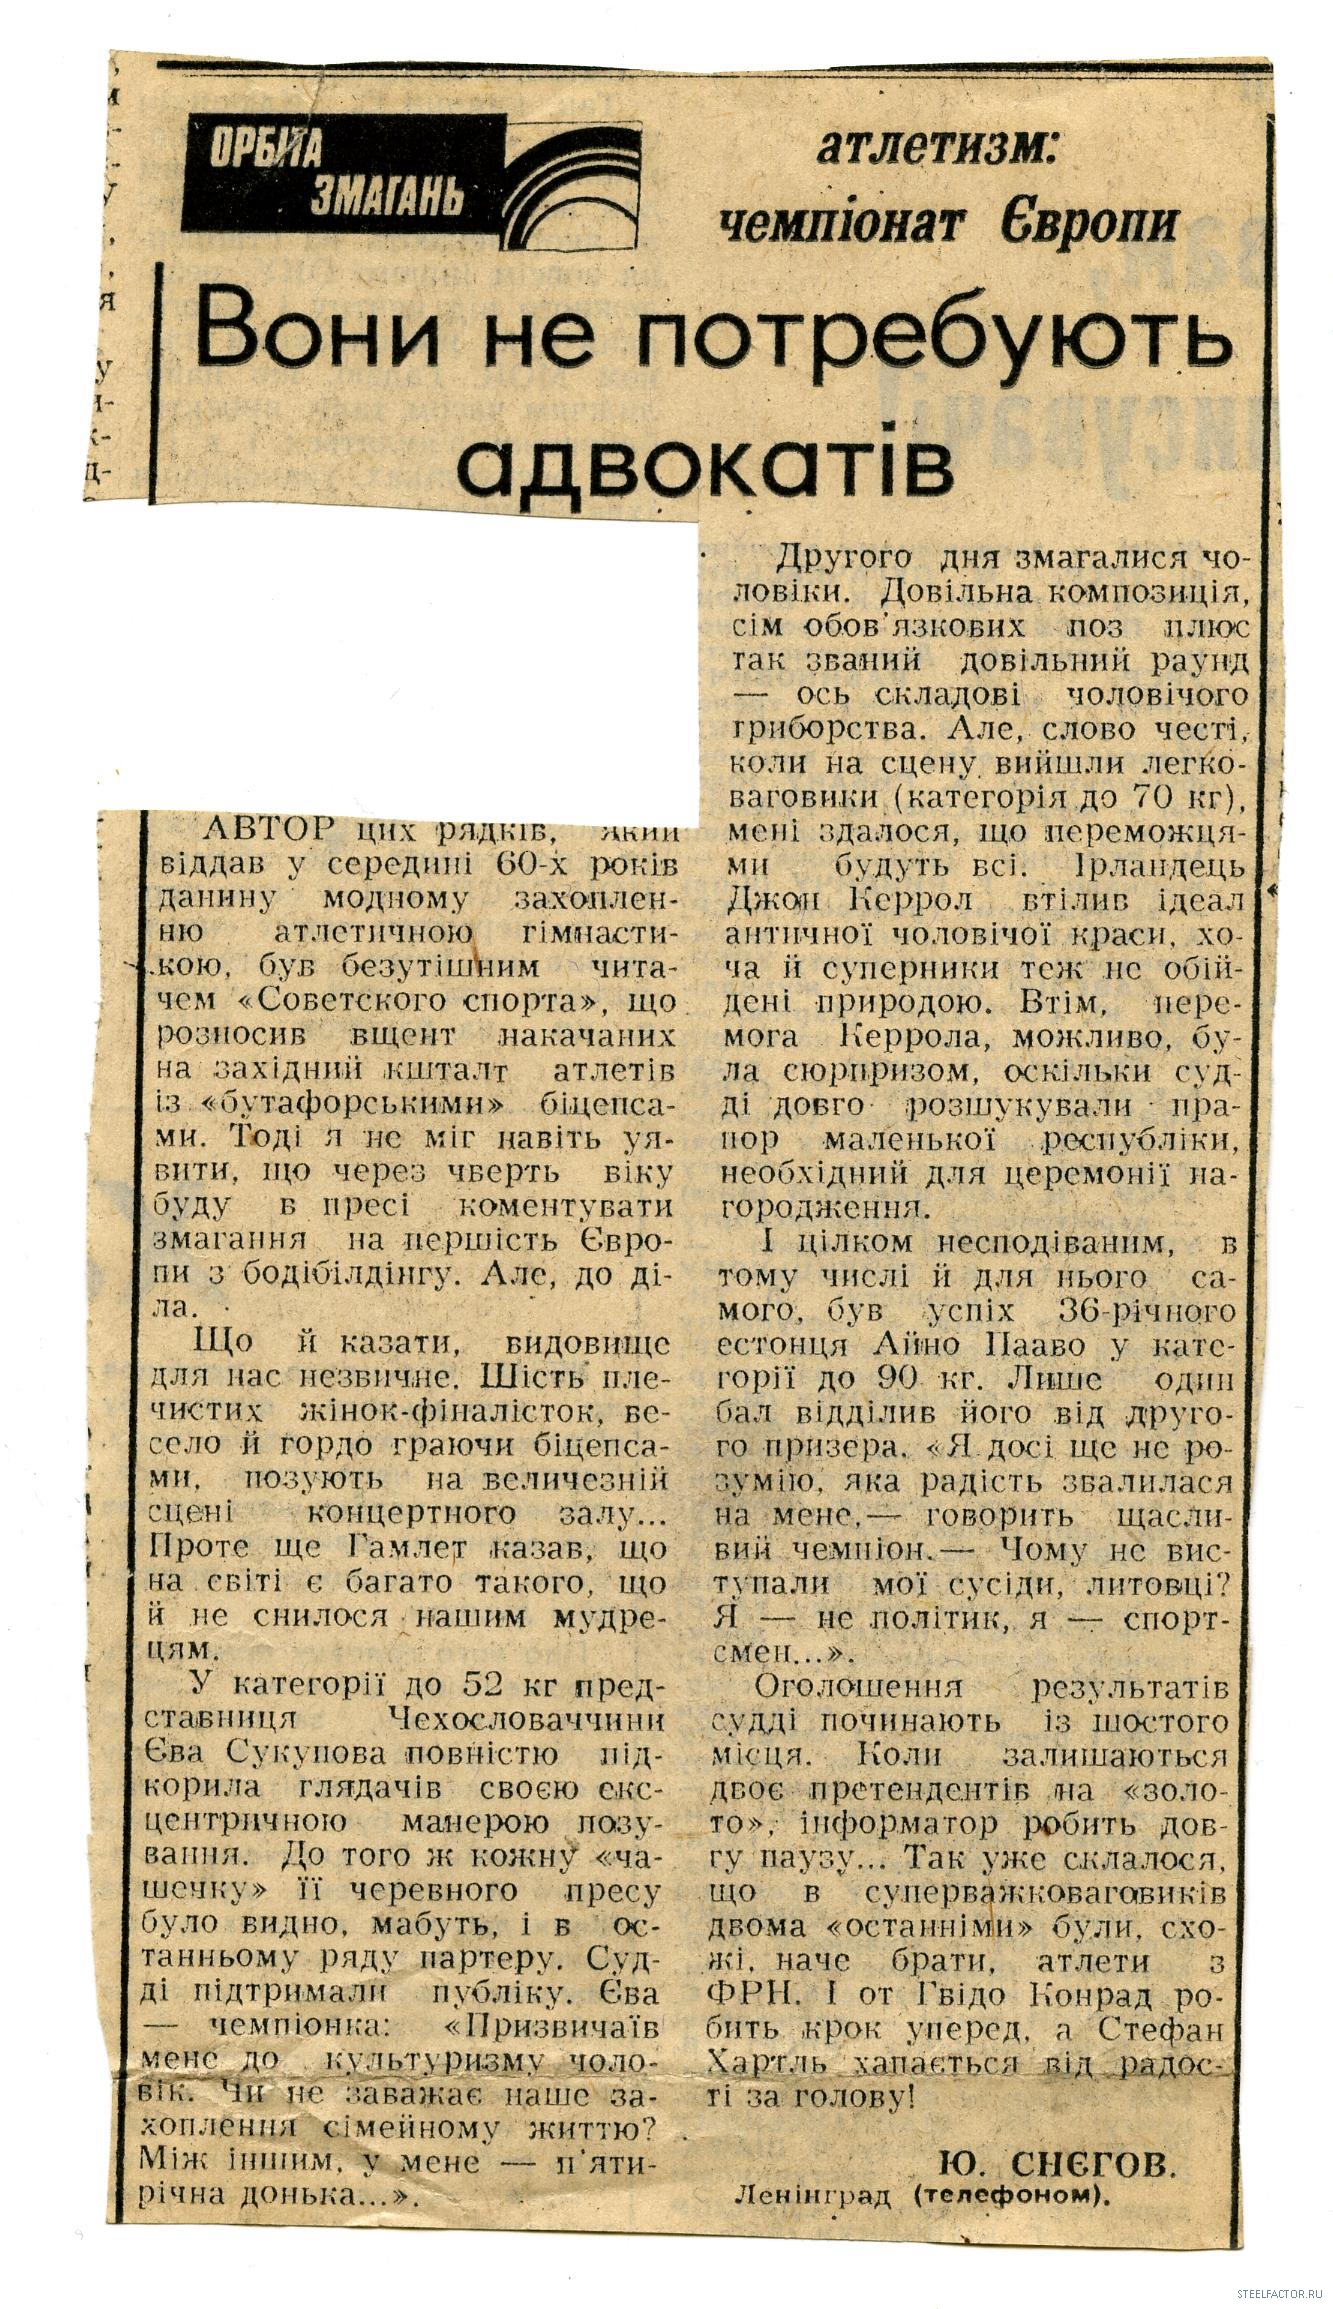 ОРБІТА
ЗМАГАНЬ
атлетизм:
чемпіонат Європи
Вони не потребують
адвокатів
АВТОР цих рядків, який
віддав у середині 60-х років
данину модному захоплен-
ню атлетичною гімнасти-
кою, був безутішним чита-
чем «Советского спорта», що
розносив вщент накачаних
на західний кшталт атлетів
із «бутафорськими» біцепса-
ми. Тоді я не міг навіть уя-
вити, що через чверть віку
буду в пресі коментувати
змагання на першість Євро-
пи з бодібілдінгу. Але, до ді-
ла.
Що й казати, видовище
для нас незвичне. Шість пле-
чистих жінок-фіналісток, ве-
село й гордо граючи біцепса-
ми, позують на величезній
сцені концертного залу...
Проте ще Гамлет казав, що
на світі є багато такого, що
й не снилося нашим мудре-
цям.
У категорії до 52 кг пред-
ставниця Чехословаччини
Єва Сукупова повністю під-
корила глядачів своєю екс-
центричною манерою позу-
вання. До того ж кожну «ча-
шечку» її черевного пресу
було видно, мабуть, і в ос-
танньому ряду партеру. Суд-
ді підтримали публіку. Єва
— чемпіонка: «Призвичаїв
мене до культуризму чоло-
вік. Чи не заважає наше за-
хоплення сімейному життю?
Між іншим, у мене — п'яти-
річна донька...».
Другого дня змагалися чо-
ловіки. Довільна композиція,
сім обов'язкових поз плюс
так званий довільний раунд
— ось складові чоловічого
триборства. Але, слово честі,
коли на сцену вийшли легко-
ваговики (категорія до 70 кг),
мені здалося, що переможця-
ми будуть всі. Ірландець
Джон Керрол втілив ідеал
античної чоловічої краси, хо-
ча й суперники теж не обій-
дені природою. Втім, пере-
мога Керрола, можливо, бу-
ла сюрпризом, оскільки суд-
ді довго розшукували пра-
пор маленької республіки,
необхідний для церемонії на-
городження.
І цілком несподіваним, в
тому числі й для нього са-
мого, був успіх 36-річного
естонця Айно Пааво у кате-
горії до 90 кг. Лише один
бал відділив його від друго-
го призера. «Я досі ще не ро-
зумію, яка радість звалилася
на мене,— говорить щасли-
вий чемпіон.— Чому не вис-
тупали мої сусіди, литовці?
Я — не політик, я — спорт-
смен...».
Оголошення результатів
судді починають із шостого
місця. Коли залишаються
двоє претендентів на «золо-
то», інформатор робить дов-
гу паузу... Так уже склалося,
що в суперважковаговиків
двома «останніми» були, схо-
жі, наче брати, атлети з
ФРН. І от Гвідо Конрад ро-
бить крок уперед, а Стефан
Хартль хапається від радос-
ті за голову!
Ю. СНЄГОВ.
Ленінград (телефоном).
STEELFACTOR.RU